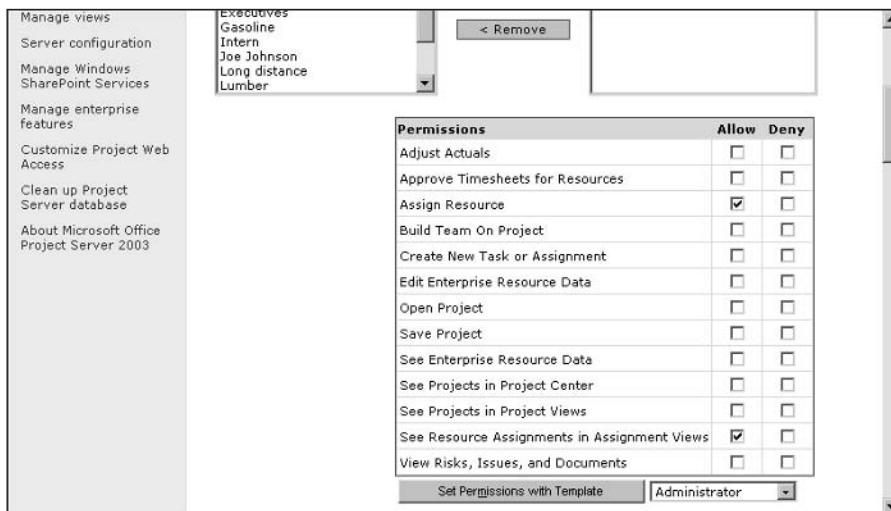 Manage views
Server configuration
Manage Windows
SharePoint Services
Manage enterprise
features
Customize Project Web
Access
Clean up Project
Server database
About Microsoft Office
Project Server 2003
Executives
Gasoline
Intern
Joe Johnson
Long distance
Lumber
< Remove
Permissions Allow Deny
Adjust Actuals
Approve Timesheets for Resources
Assign Resource
Build Team On Project
Create New Task or Assignment
Edit Enterprise Resource Data
Open Project
Save Project
See Enterprise Resource Data
See Projects in Project Center
See Projects in Project Views
See Resource Assignments in Assignment Views
View Risks, Issues, and Documents
Set Permissions with Template Administrator